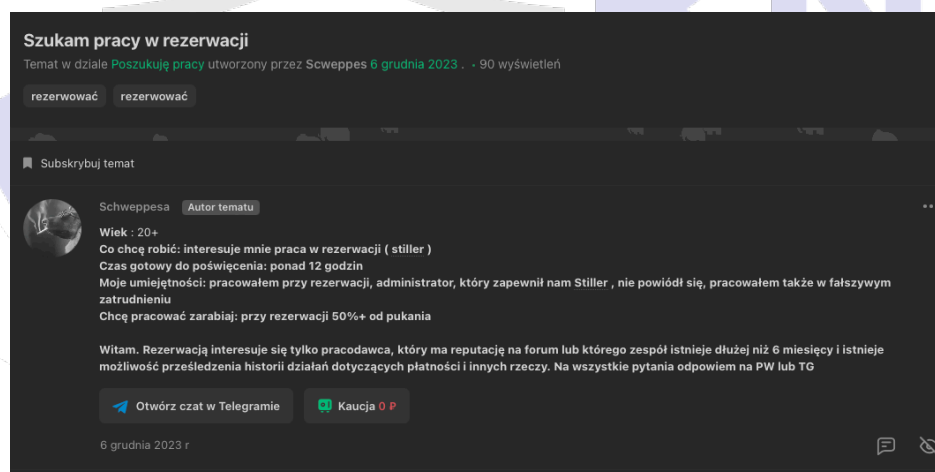 Szukam pracy w rezerwacji
Temat w dziale Poszukuję pracy utworzony przez Scweppes 6 grudnia 2023 . · 90 wyświetleń
rezerwować rezerwować
Subskrybuj temat
Schweppesa Autor tematu
Wiek : 20+
Co chcę robić: interesuje mnie praca w rezerwacji ( stiller )
Czas gotowy do poświęcenia: ponad 12 godzin
Moje umiejętności: pracowałem przy rezerwacji, administrator, który zapewnił nam Stiller , nie powiódł się, pracowałem także w fałszywym
zatrudnieniu
Chcę pracować zarabiaj: przy rezerwacji 50%+ od pukania
Witam. Rezerwacją interesuje się tylko pracodawca, który ma reputację na forum lub którego zespół istnieje dłużej niż 6 miesięcy i istnieje
możliwość prześledzenia historii działań dotyczących płatności i innych rzeczy. Na wszystkie pytania odpowiem na PW lub TG
Otwórz czat w Telegramie Kaucja 0 ₽
6 grudnia 2023 r